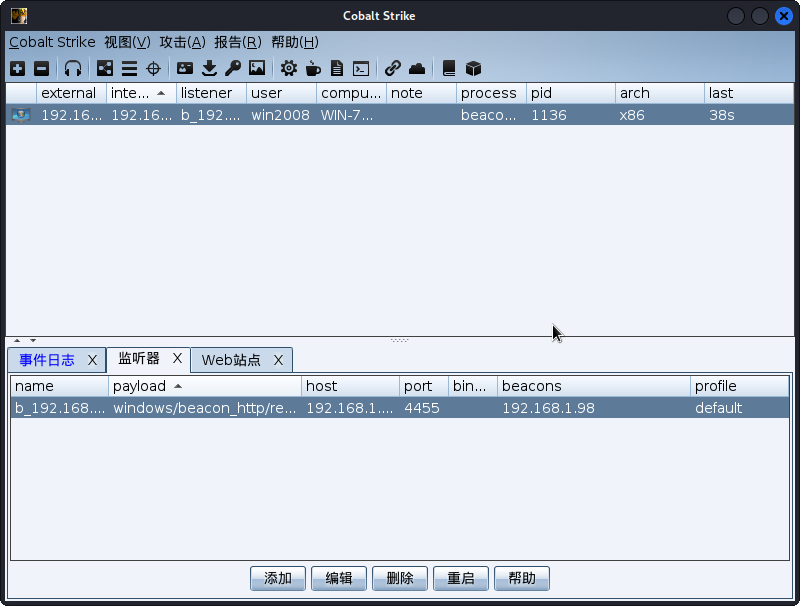 Cobalt Strike
Cobalt Strike 视图(V) 攻击(A) 报告(R) 帮助(H)
external inte... listener user compu... note process pid arch last
192.16... 192.16... b_192.... win2008 WIN-7... beaco... 1136 x86 38s
事件日志 X 监听器 X Web站点 X
name payload host port bin... beacons profile
b_192.168.... windows/beacon_http/re... 192.168.1.... 4455 192.168.1.98 default
添加 编辑 删除 重启 帮助